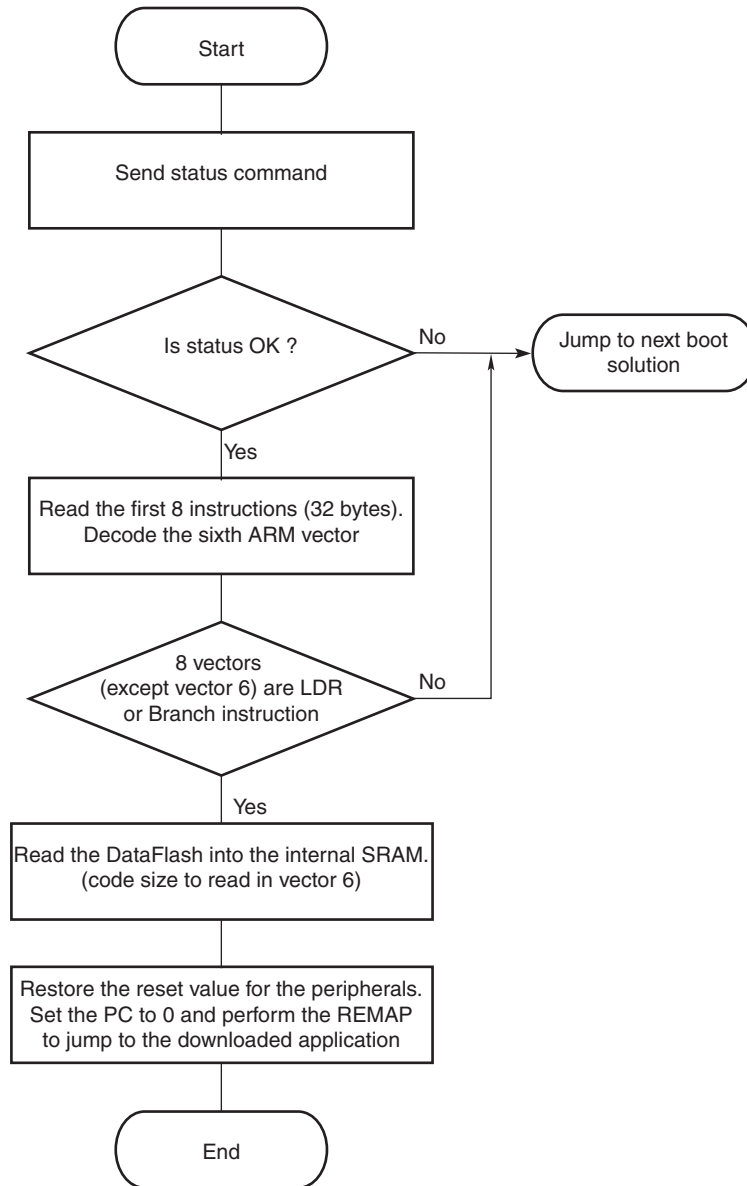 Start
Send status command
Is status OK ?
No
Jump to next boot
solution
Yes
Read the first 8 instructions (32 bytes).
Decode the sixth ARM vector
8 vectors
(except vector 6) are LDR
or Branch instruction
No
Yes
Read the DataFlash into the internal SRAM.
(code size to read in vector 6)
Restore the reset value for the peripherals.
Set the PC to 0 and perform the REMAP
to jump to the downloaded application
End